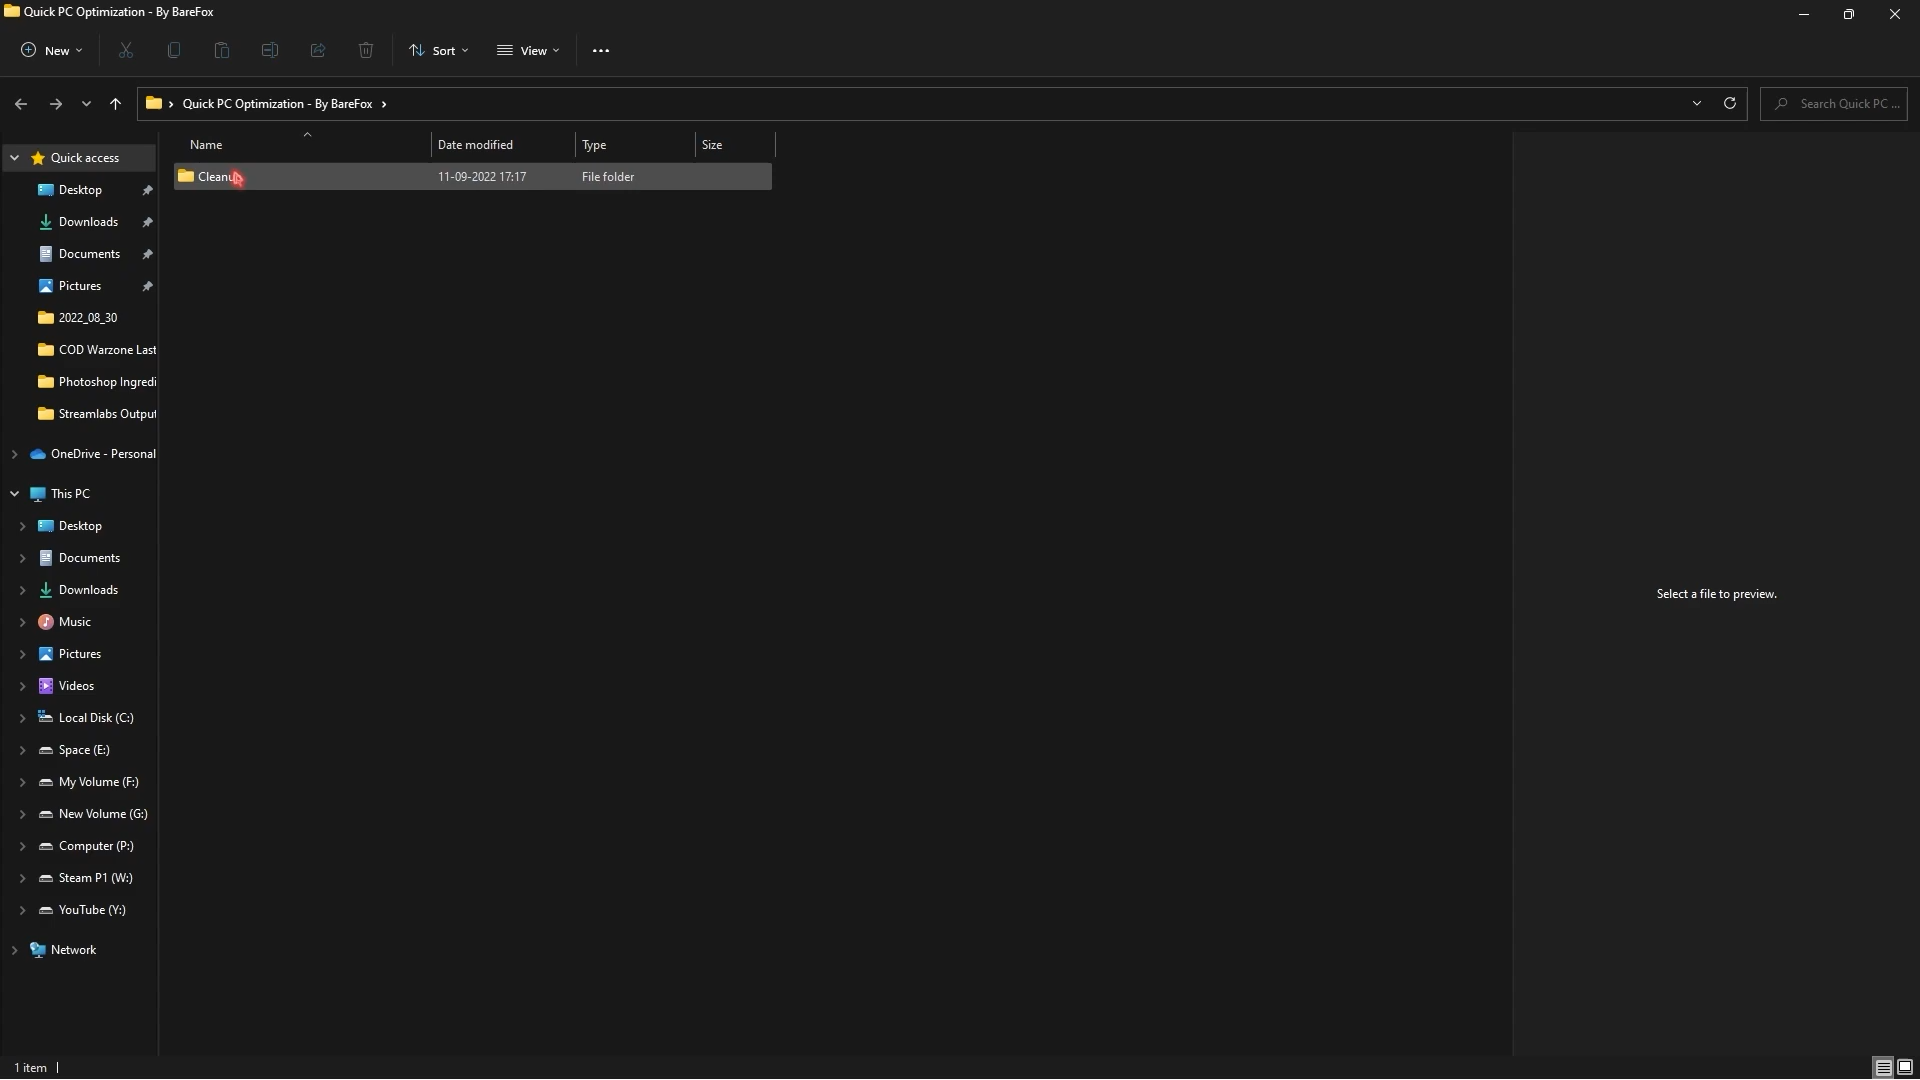 Quick PC Optimization - By BareFox
New
Sort
View
Quick PC Optimization - By BareFox
Search Quick PC ...
Name
Date modified
Type
Size
Cleanup
11-09-2022 17:17
File folder
Quick access
Desktop
Downloads
Documents
Pictures
2022_08_30
COD Warzone Last
Photoshop Ingredi
Streamlabs Output
OneDrive - Personal
This PC
Desktop
Documents
Downloads
Music
Pictures
Videos
Local Disk (C:)
Space (E:)
My Volume (F:)
New Volume (G:)
Computer (P:)
Steam P1 (W:)
YouTube (Y:)
Network
Select a file to preview.
1 item